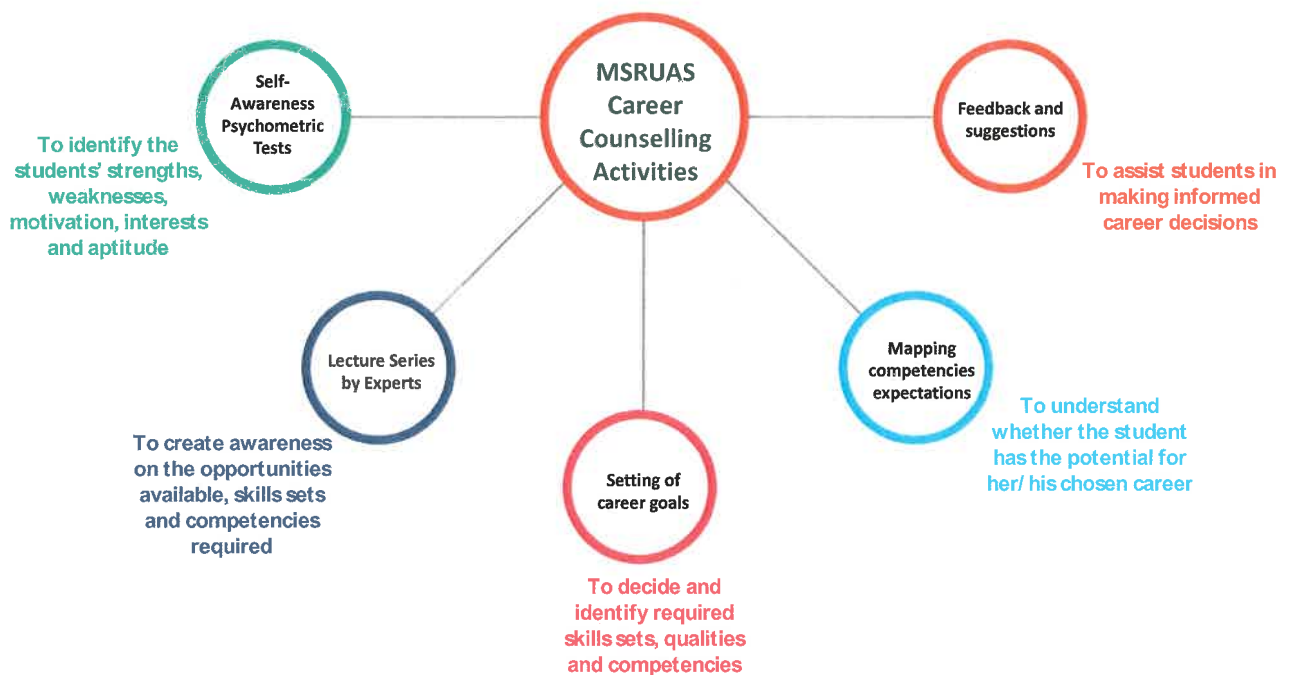 MSRUAS
Career
Counselling
Activities
Self-
Awareness
Psychometric
Tests
To identify the
students' strengths,
weaknesses,
motivation, interests
and aptitude
Lecture Series
by Experts
To create awareness
on the opportunities
available, skills sets
and competencies
required
Setting of
career goals
To decide and
identify required
skills sets, qualities
and competencies
Mapping
competencies
expectations
To understand
whether the student
has the potential for
her/ his chosen career
Feedback and
suggestions
To assist students in
making informed
career decisions